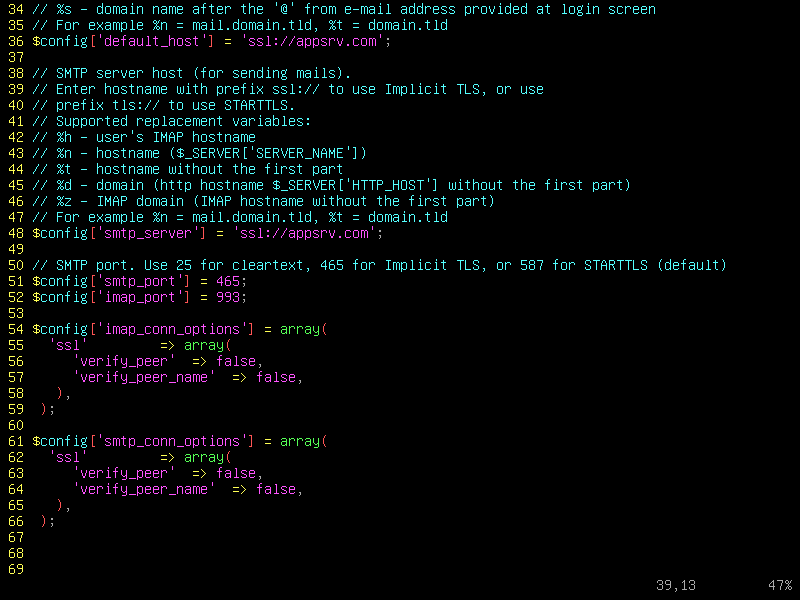 34 // %s - domain name after the '@' from e-mail address provided at login screen
35 // For example %n = mail.domain.tld, %t = domain.tld
36 $config['default_host'] = 'ssl://appsrv.com';
37
38 // SMTP server host (for sending mails).
39 // Enter hostname with prefix ssl:// to use Implicit TLS, or use
40 // prefix tls:// to use STARTTLS.
41 // Supported replacement variables:
42 // %h - user's IMAP hostname
43 // %n - hostname ($_SERVER['SERVER_NAME'])
44 // %t - hostname without the first part
45 // %d - domain (http hostname $_SERVER['HTTP_HOST'] without the first part)
46 // %z - IMAP domain (IMAP hostname without the first part)
47 // For example %n = mail.domain.tld, %t = domain.tld
48 $config['smtp_server'] = 'ssl://appsrv.com';
49
50 // SMTP port. Use 25 for cleartext, 465 for Implicit TLS, or 587 for STARTTLS (default)
51 $config['smtp_port'] = 465;
52 $config['imap_port'] = 993;
53
54 $config['imap_conn_options'] = array(
55   'ssl'         => array(
56      'verify_peer'  => false,
57      'verify_peer_name'  => false,
58    ),
59  );
60
61 $config['smtp_conn_options'] = array(
62   'ssl'         => array(
63      'verify_peer'  => false,
64      'verify_peer_name'  => false,
65    ),
66  );
67
68
69
39,13         47%